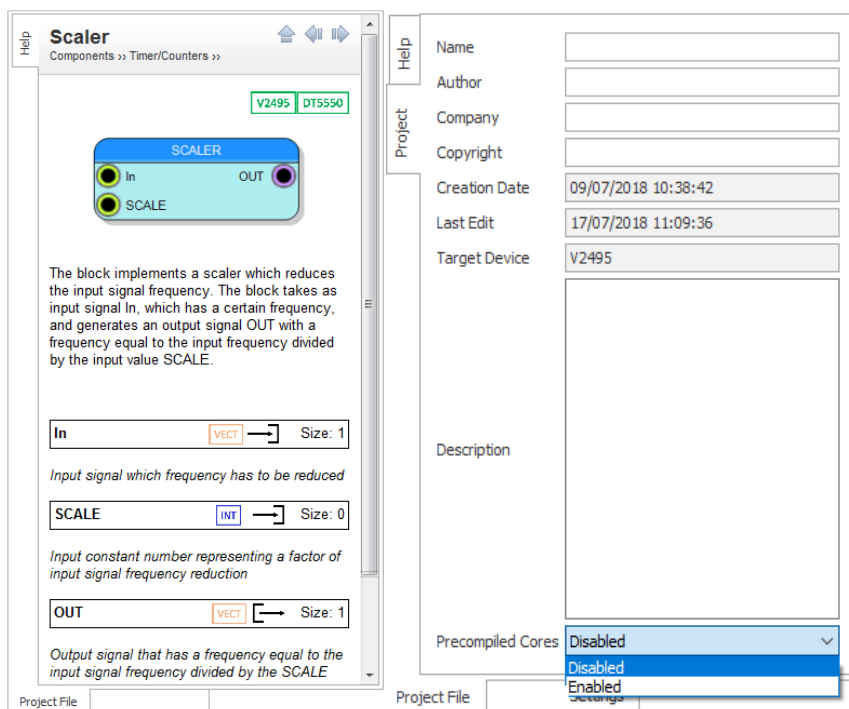 Help
Scaler
Components ›› Timer/Counters ››
V2495 DT5550
SCALER
In OUT
SCALE
The block implements a scaler which reduces
the input signal frequency. The block takes as
input signal In, which has a certain frequency,
and generates an output signal OUT with a
frequency equal to the input frequency divided
by the input value SCALE.
In VECT Size: 1
Input signal which frequency has to be reduced
SCALE INT Size: 0
Input constant number representing a factor of
input signal frequency reduction
OUT VECT Size: 1
Output signal that has a frequency equal to the
input signal frequency divided by the SCALE
Project File
Help
Project
Name
Author
Company
Copyright
Creation Date 09/07/2018 10:38:42
Last Edit 17/07/2018 11:09:36
Target Device V2495
Description
Precompiled Cores Disabled
Disabled
Enabled
Project File Settings